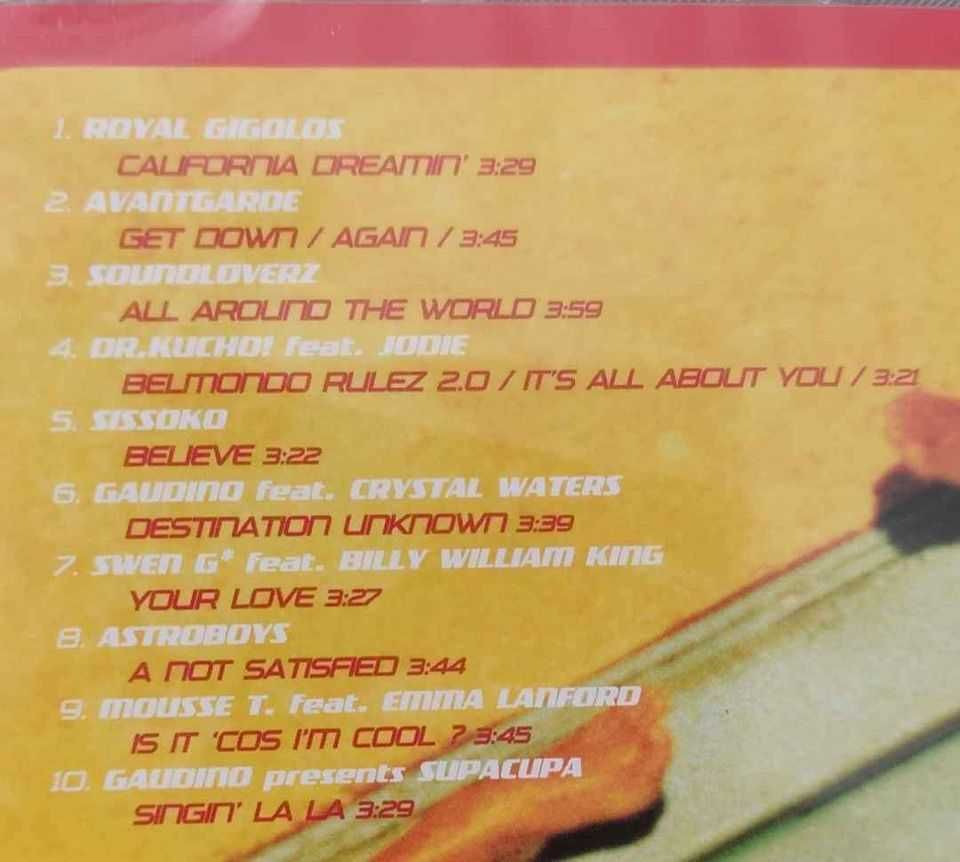 1. ROYAL GIGOLOS
CALIFORNIA DREAMIN' 3:29
2. AVANTGARDE
GET DOWN / AGAIN / 3:45
3. SOUNDLOVERZ
ALL AROUND THE WORLD 3:59
4. DR.KUCHO! feat. JODIE
BELMONDO RULEZ 2.0 / IT'S ALL ABOUT YOU / 3:21
5. SISSOKO
BELIEVE 3:22
6. GAUDINO feat. CRYSTAL WATERS
DESTINATION UNKNOWN 3:39
7. SWEN G* feat. BILLY WILLIAM KING
YOUR LOVE 3:27
8. ASTROBOYS
A NOT SATISFIED 3:44
9. MOUSSE T. feat. EMMA LANFORD
IS IT 'COS I'M COOL ? 3:45
10. GAUDINO presents SUPACUPA
SINGIN' LA LA 3:29